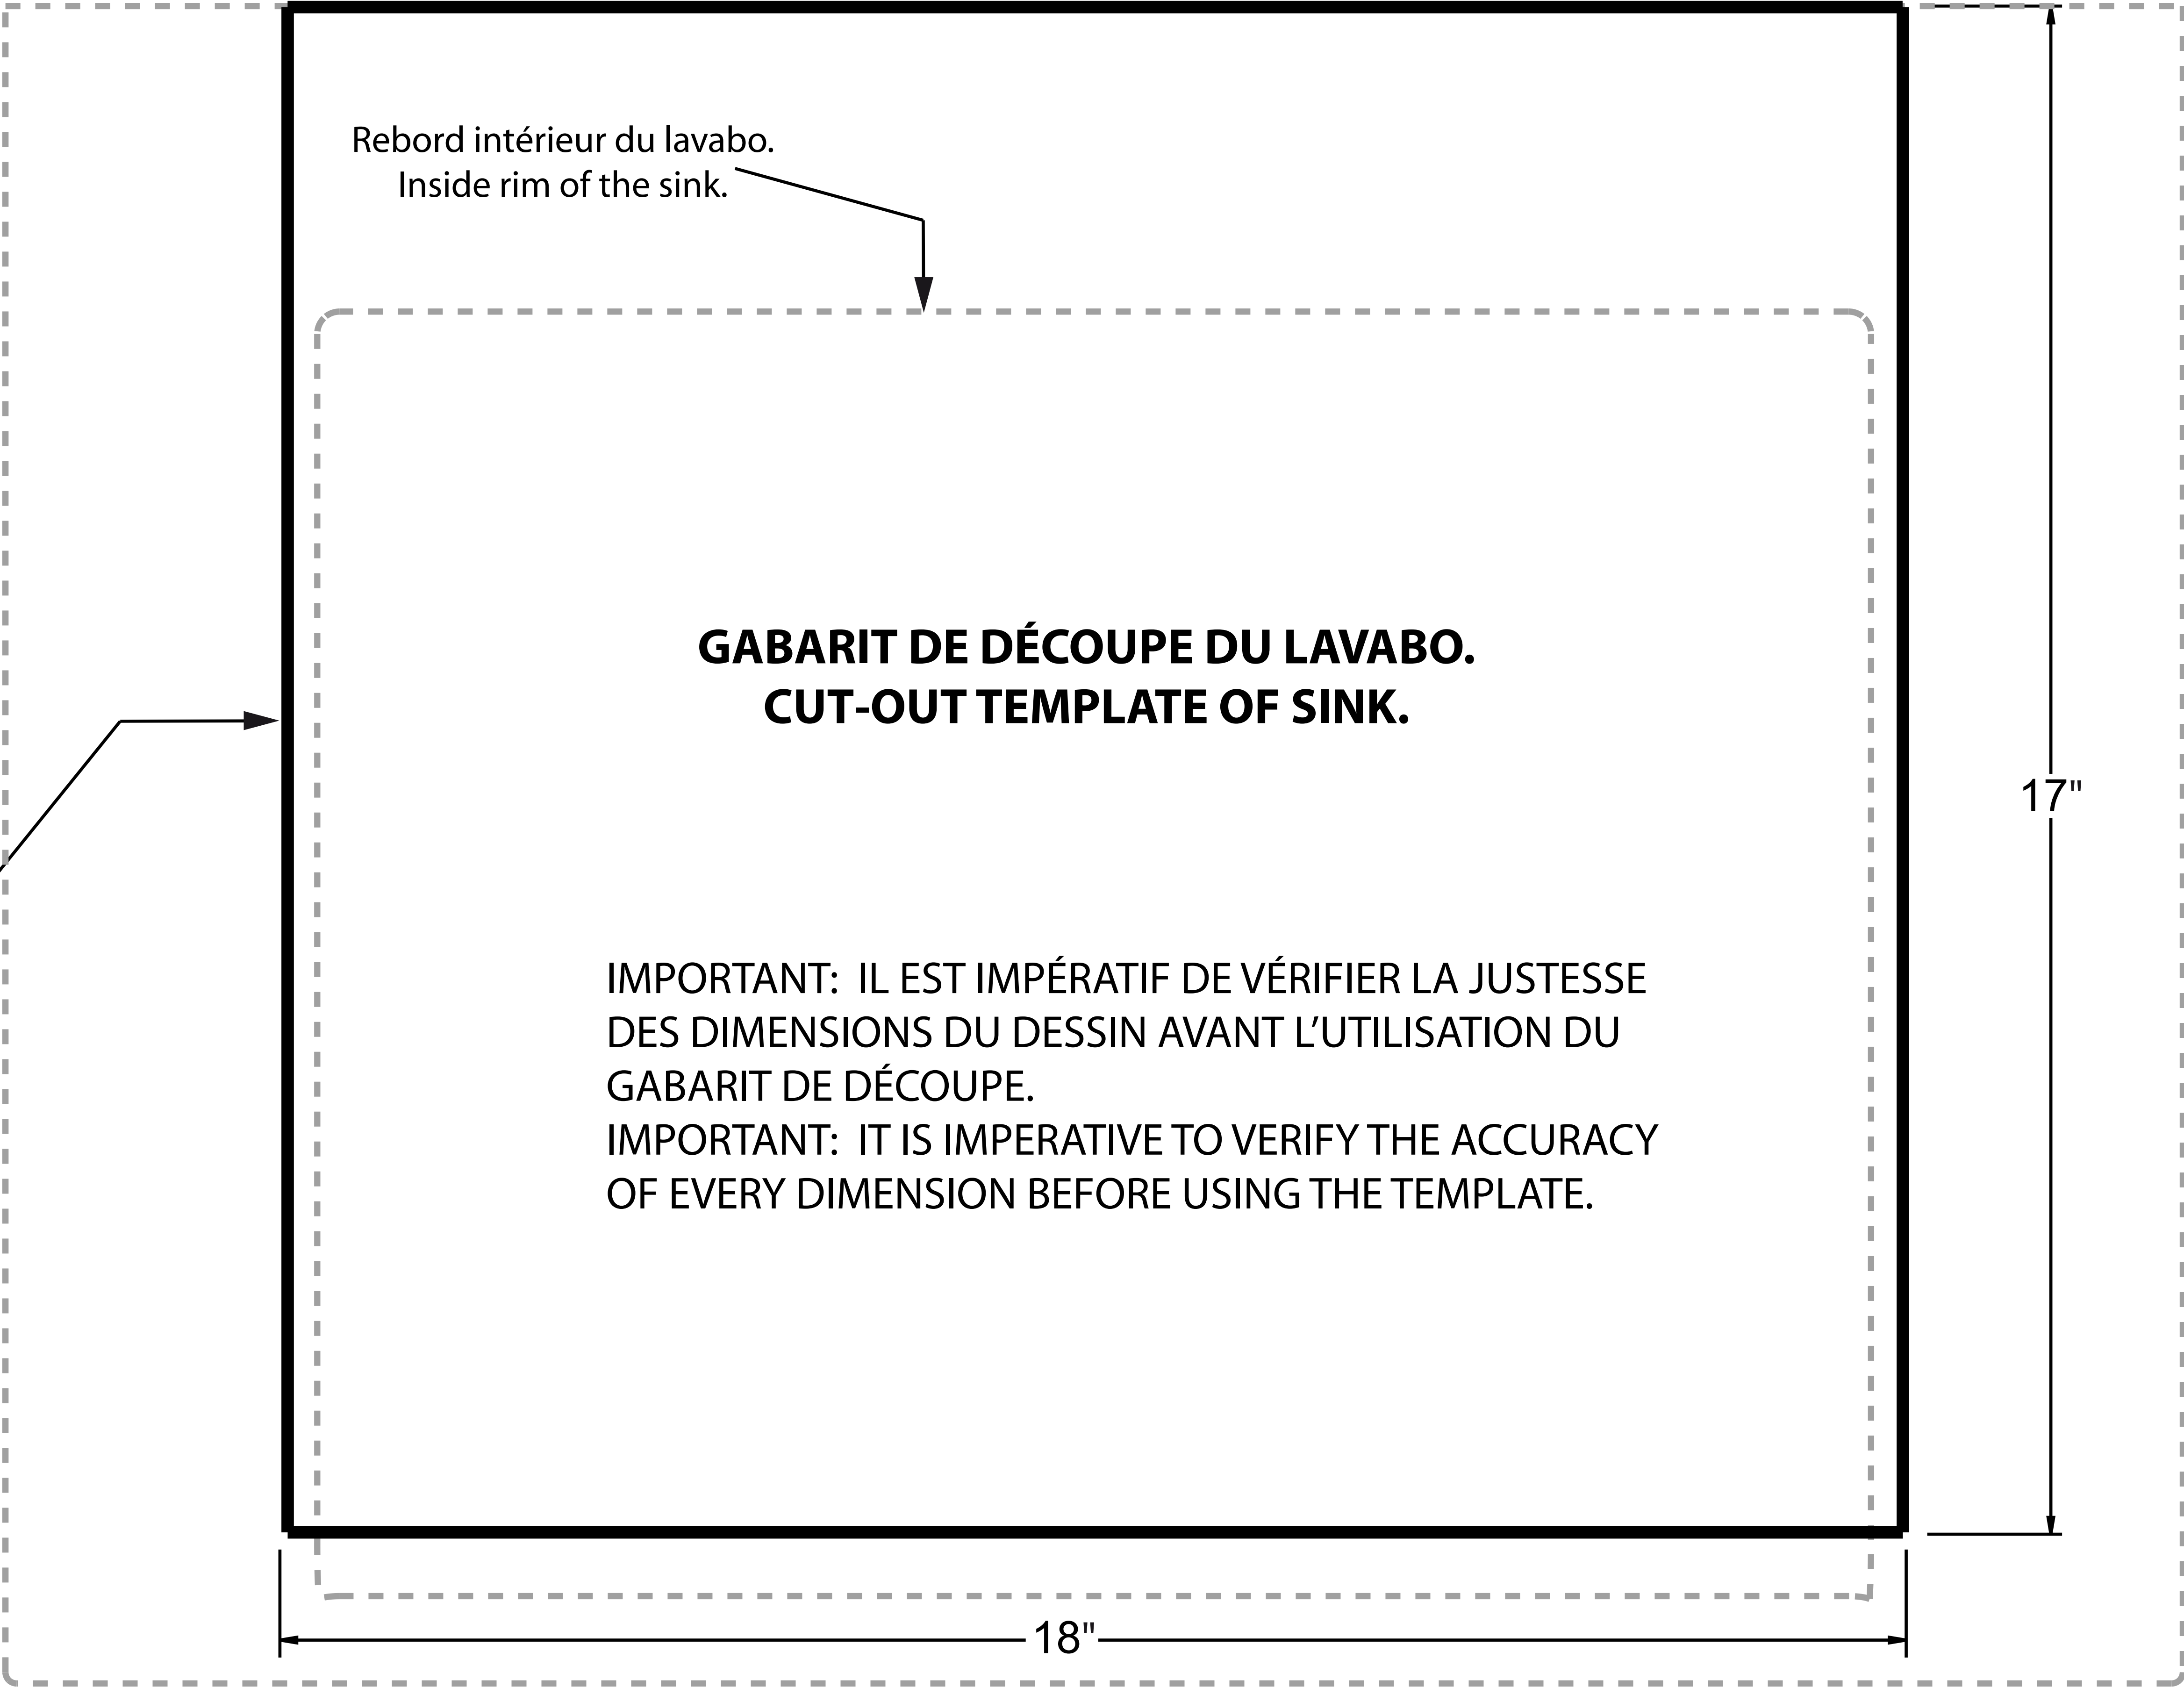 Rebord intérieur du lavabo.
Inside rim of the sink.
GABARIT DE DÉCOUPE DU LAVABO.
CUT-OUT TEMPLATE OF SINK.
17"
IMPORTANT:  IL EST IMPÉRATIF DE VÉRIFIER LA JUSTESSE
DES DIMENSIONS DU DESSIN AVANT L’UTILISATION DU
GABARIT DE DÉCOUPE.
IMPORTANT:  IT IS IMPERATIVE TO VERIFY THE ACCURACY
OF EVERY DIMENSION BEFORE USING THE TEMPLATE.
18"